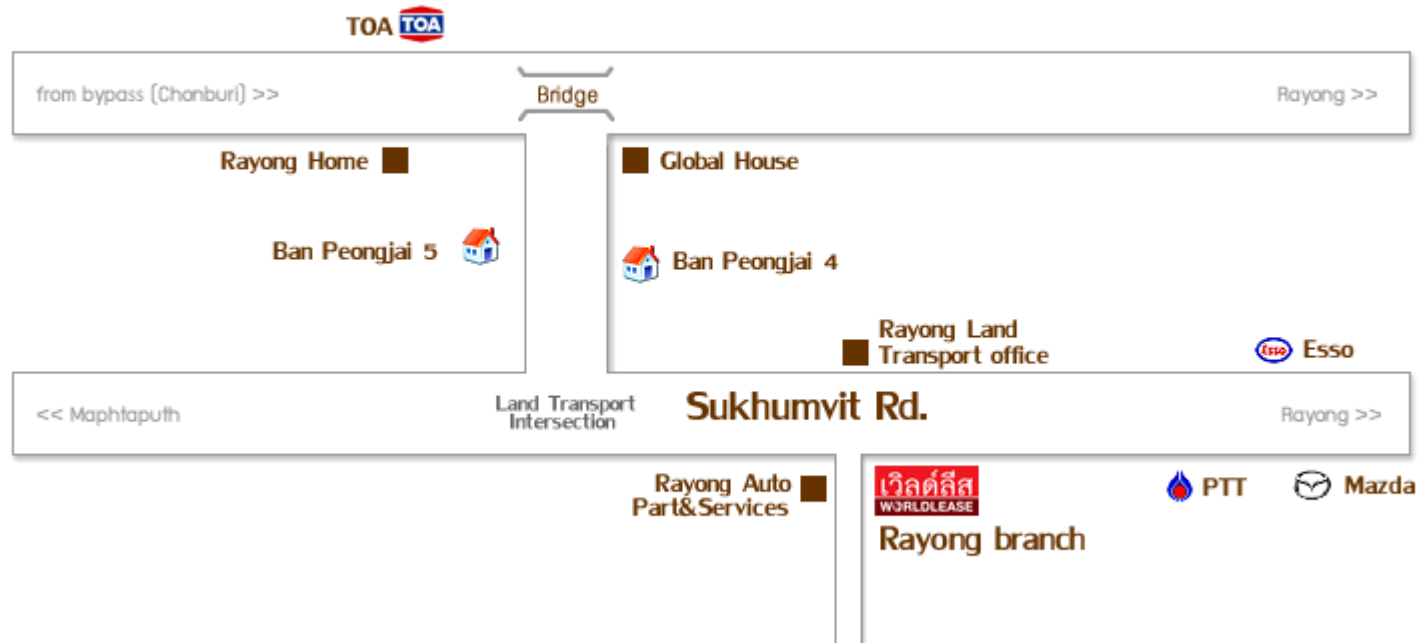 TOA TOA
from bypass (Chonburi) >>
Bridge
Rayong >>
Rayong Home
Global House
Ban Peongjai 5
Ban Peongjai 4
Rayong Land
Transport office
Esso Esso
<< Maphtaputh
Land Transport
Intersection
Sukhumvit Rd.
Rayong >>
Rayong Auto
Part&Services
เวิลด์ลีส
WORLDLEASE
Rayong branch
PTT
Mazda